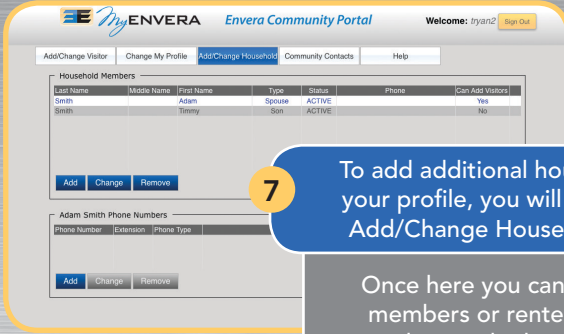 MyENVERA Envera Community Portal Welcome: tryan2 Sign Out
Add/Change Visitor Change My Profile Add/Change Household Community Contacts Help
Household Members
Last Name Middle Name First Name Type Status Phone Can Add Visitors
Smith Adam Spouse ACTIVE Yes
Smith Timmy Son ACTIVE No
Add Change Remove
7
To add additional hou
your profile, you will
Add/Change House
Adam Smith Phone Numbers
Phone Number Extension Phone Type
Add Change Remove
Once here you can
members or rente